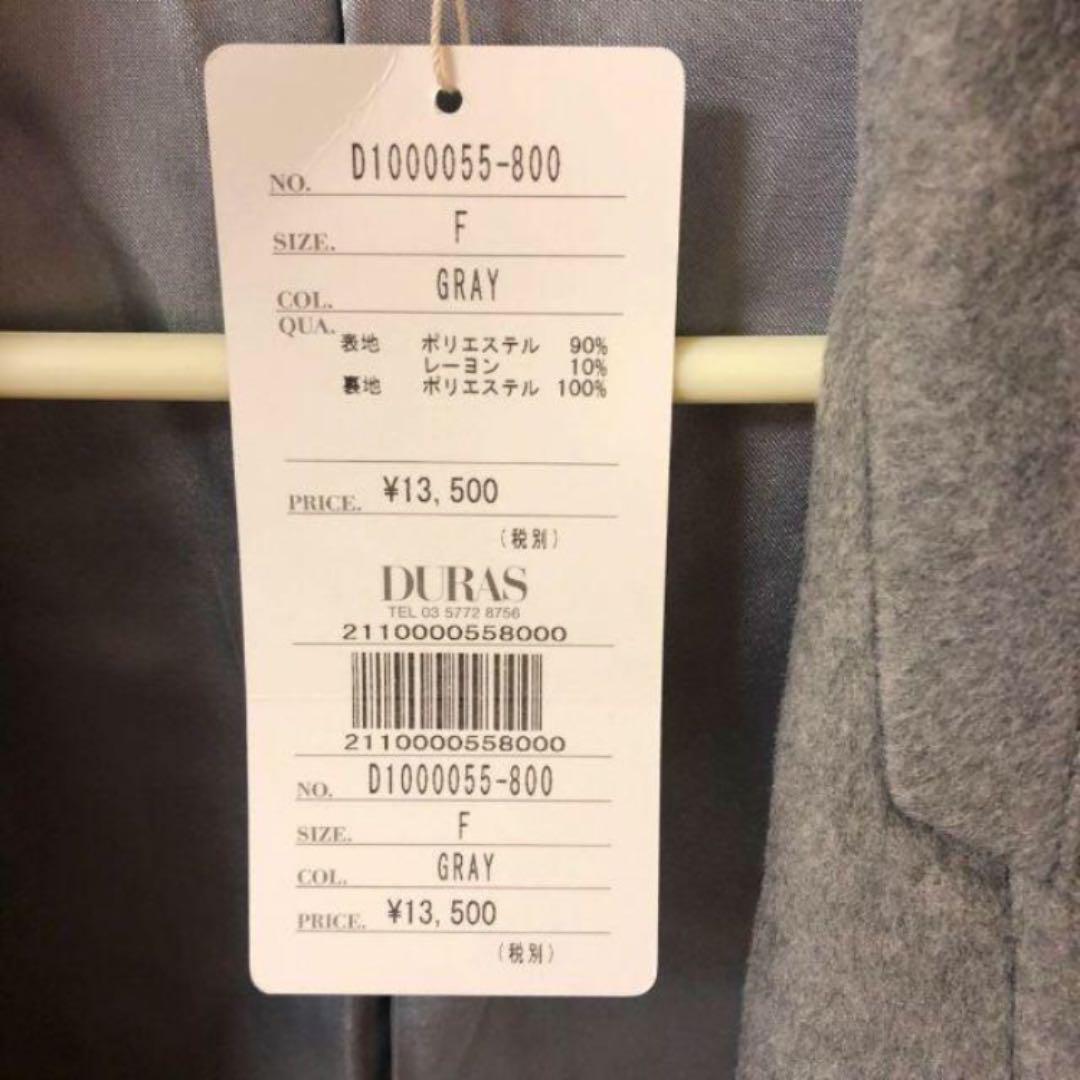 NO. D1000055-800
SIZE. F
COL. GRAY
QUA.
表地 ポリエステル 90%
レーヨン 10%
裏地 ポリエステル 100%
PRICE. ¥13,500
(税別)
DURAS
TEL 03 5772 8756
2110000558000
2110000558000
NO. D1000055-800
SIZE. F
COL. GRAY
PRICE. ¥13,500
(税別)